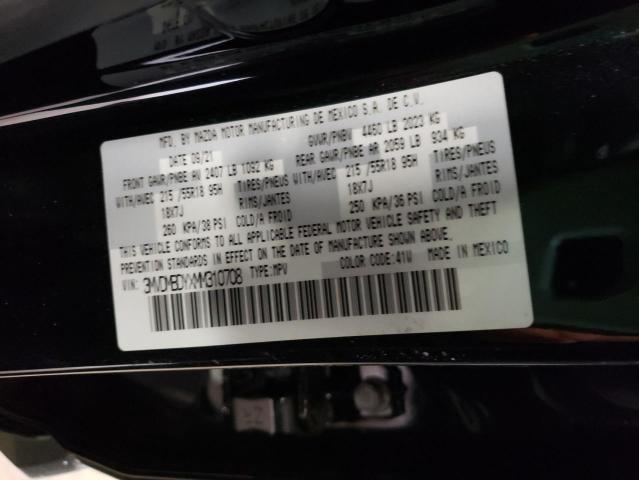 MFD. BY MAZDA MOTOR MANUFACTURING DE MEXICO S.A. DE C.V.
DATE 09/21 GVWR/PNBV 4460 LB 2023 KG
FRONT GAWR/PNBE AV 2407 LB 1092 KG REAR GAWR/PNBE AR 2059 LB 934 KG
WITH/AVEC 215 /55R18 95H TIRES/PNEUS WITH/AVEC 215 /55R18 95H TIRES/PNEUS
18X7J RIMS/JANTES 18X7J RIMS/JANTES
260 KPA/38 PSI COLD/A FROID 250 KPA/36 PSI COLD/A FROID
THIS VEHICLE CONFORMS TO ALL APPLICABLE FEDERAL MOTOR VEHICLE SAFETY AND THEFT
PREVENTION STANDARDS IN EFFECT ON THE DATE OF MANUFACTURE SHOWN ABOVE.
VIN: 3MVDMBDYXMM310708 TYPE:MPV COLOR CODE:41W MADE IN MEXICO